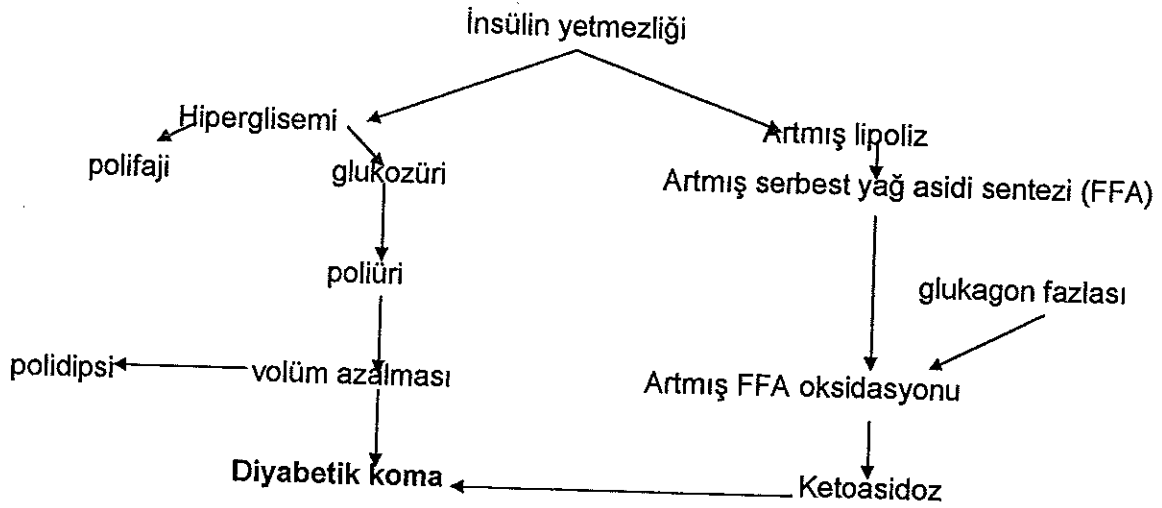 İnsülin yetmezliği
Hiperglisemi
Artmış lipoliz
polifaji
glukozüri
Artmış serbest yağ asidi sentezi (FFA)
poliüri
glukagon fazlası
polidipsi
volüm azalması
Artmış FFA oksidasyonu
Diyabetik koma
Ketoasidoz